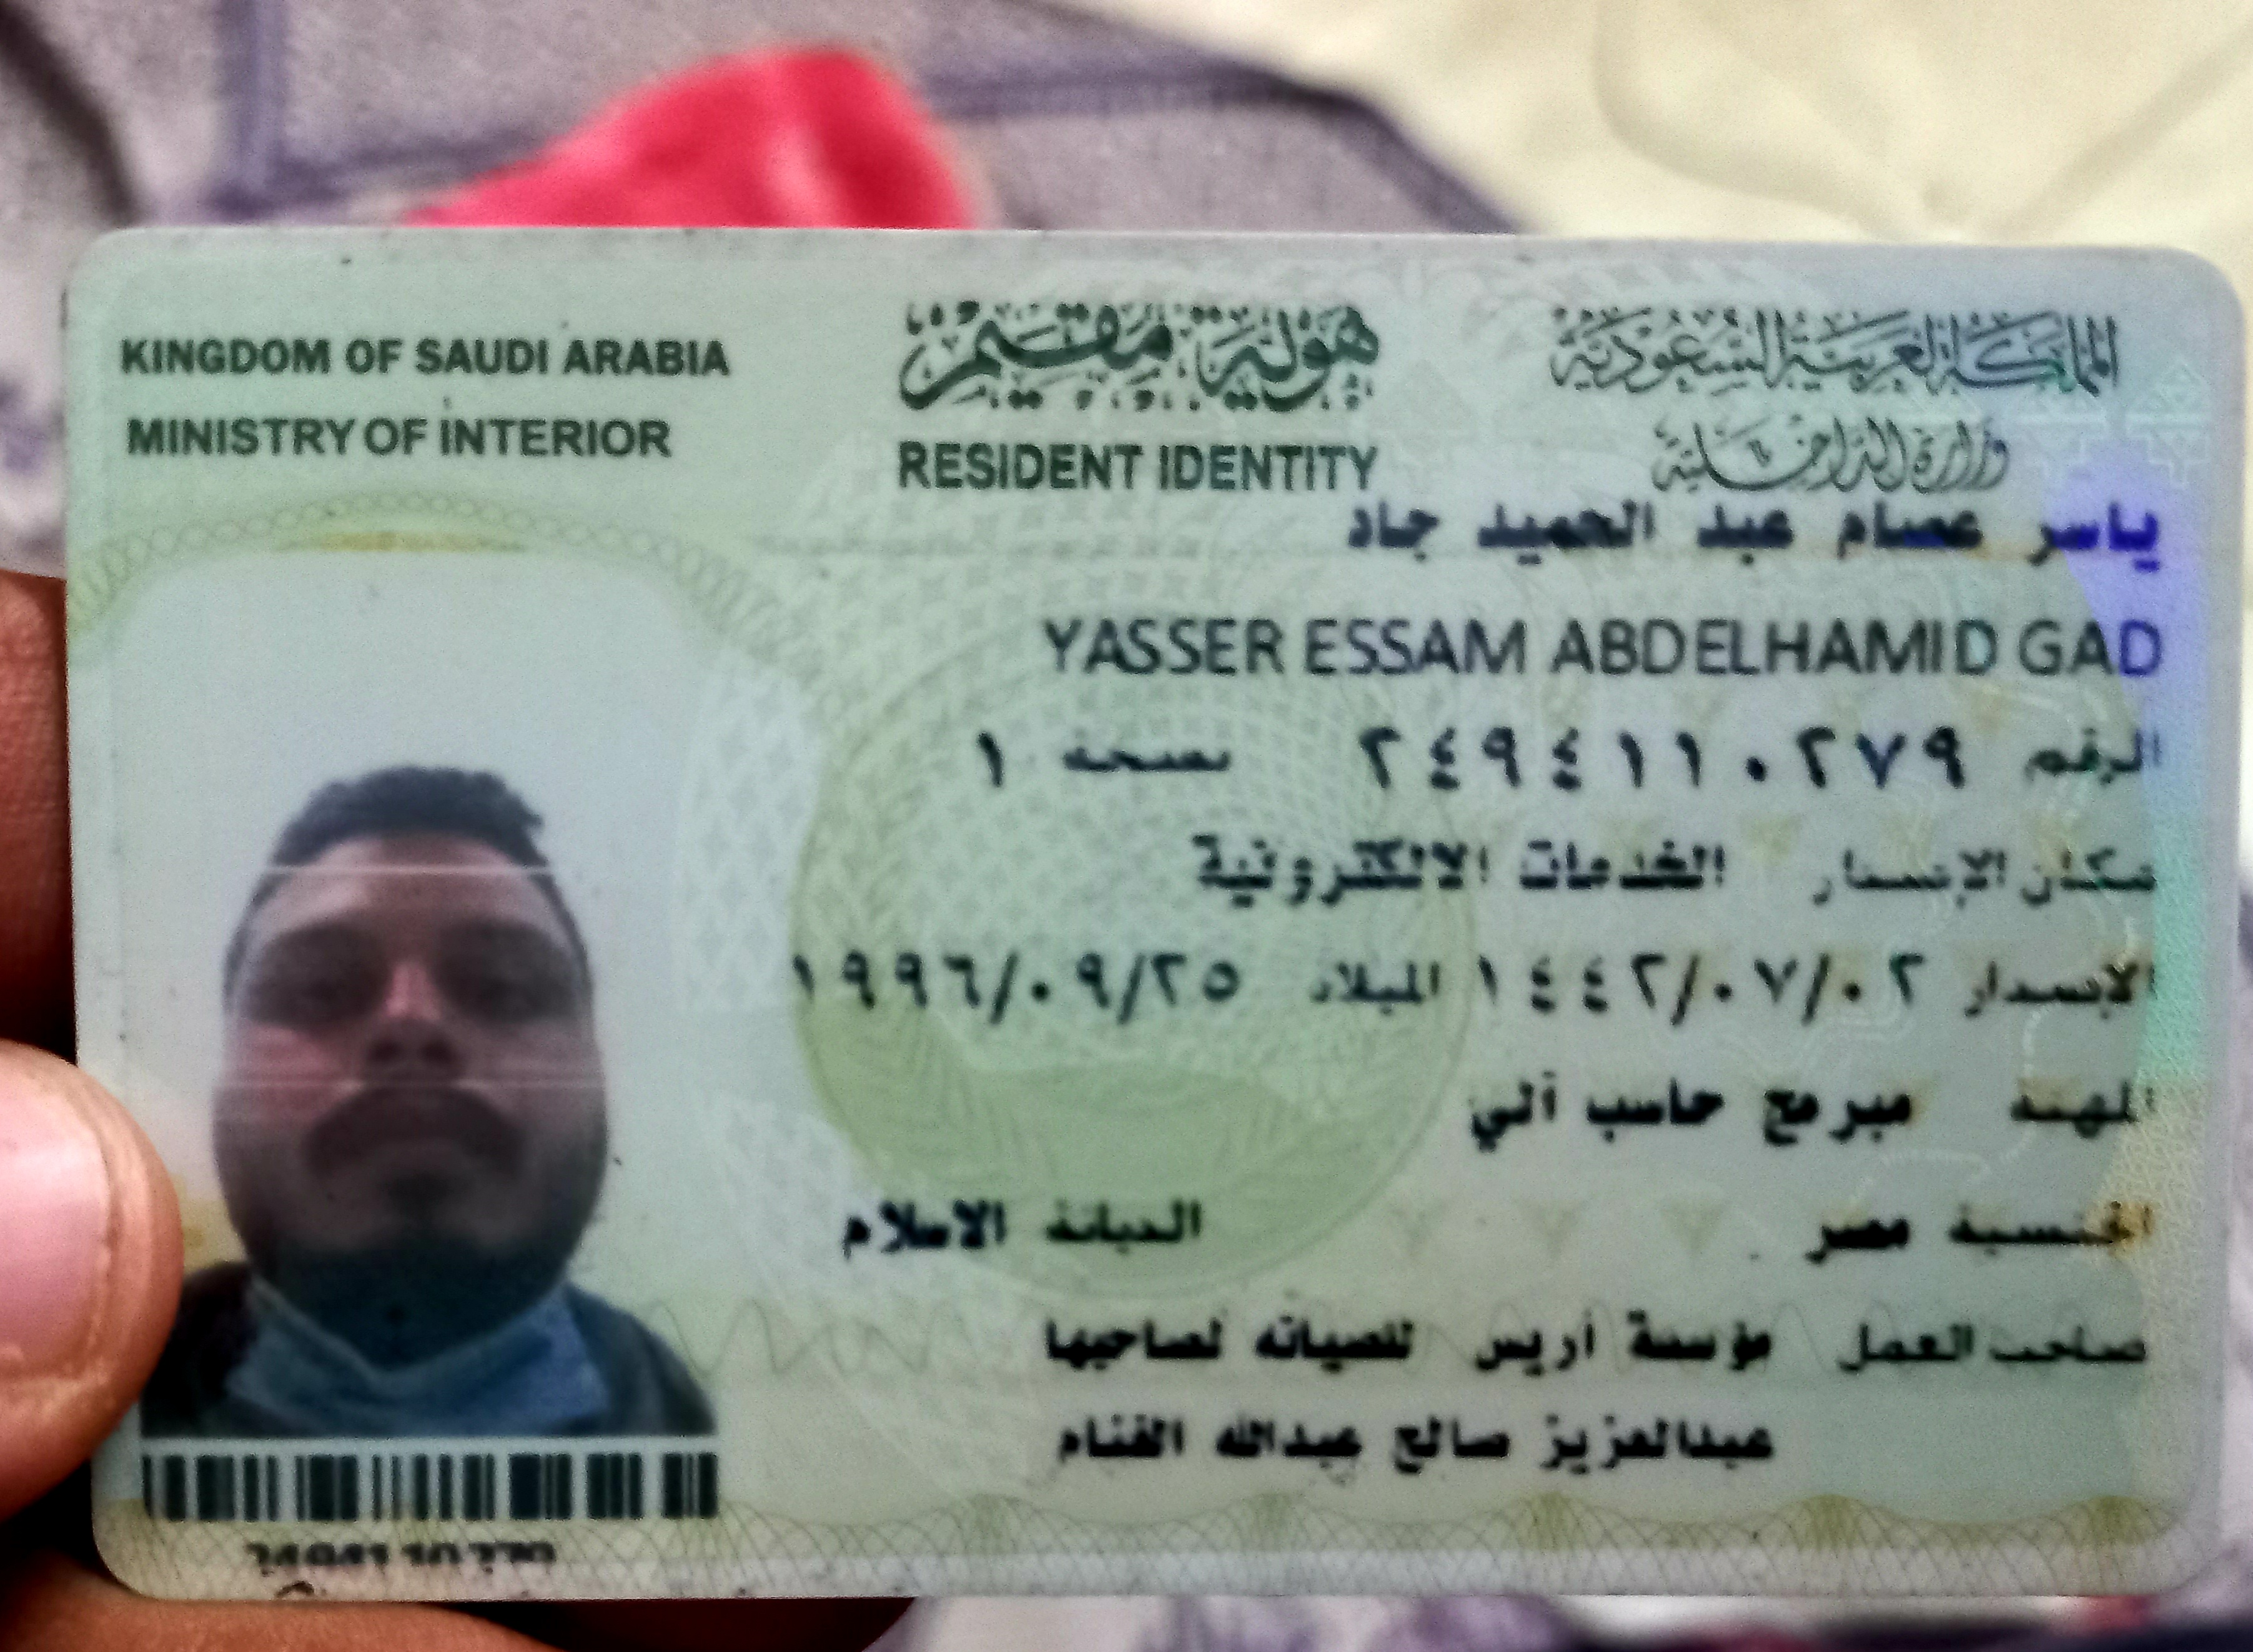 KINGDOM OF SAUDI ARABIA
MINISTRY OF INTERIOR
هوية مقيم
RESIDENT IDENTITY
المملكة العربية السعودية
وزارة الداخلية
ياسر عصام عبد الحميد جاد
YASSER ESSAM ABDELHAMID GAD
الرقم ٢٤٩٤١١٠٢٧٩ نسخة ١
مكان الإصدار الخدمات الالكترونية
الإصدار ١٤٤٢/٠٧/٠٢ الميلاد ١٩٩٦/٠٩/٢٥
المهنة مبرمج حاسب آلي
الجنسية مصر الديانة الاسلام
صاحب العمل مؤسسة أريس للصيانه لصاحبها
عبدالعزيز صالح عبدالله الغنام